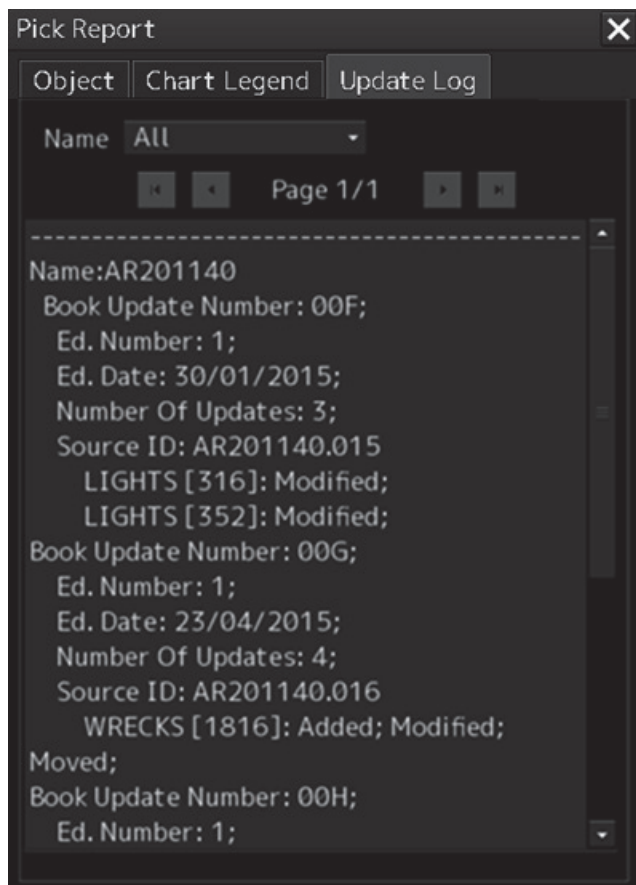 Pick Report
Object Chart Legend Update Log
Name All
Page 1/1
--------------------------------------------
Name:AR201140
Book Update Number: 00F;
Ed. Number: 1;
Ed. Date: 30/01/2015;
Number Of Updates: 3;
Source ID: AR201140.015
LIGHTS [316]: Modified;
LIGHTS [352]: Modified;
Book Update Number: 00G;
Ed. Number: 1;
Ed. Date: 23/04/2015;
Number Of Updates: 4;
Source ID: AR201140.016
WRECKS [1816]: Added; Modified;
Moved;
Book Update Number: 00H;
Ed. Number: 1;